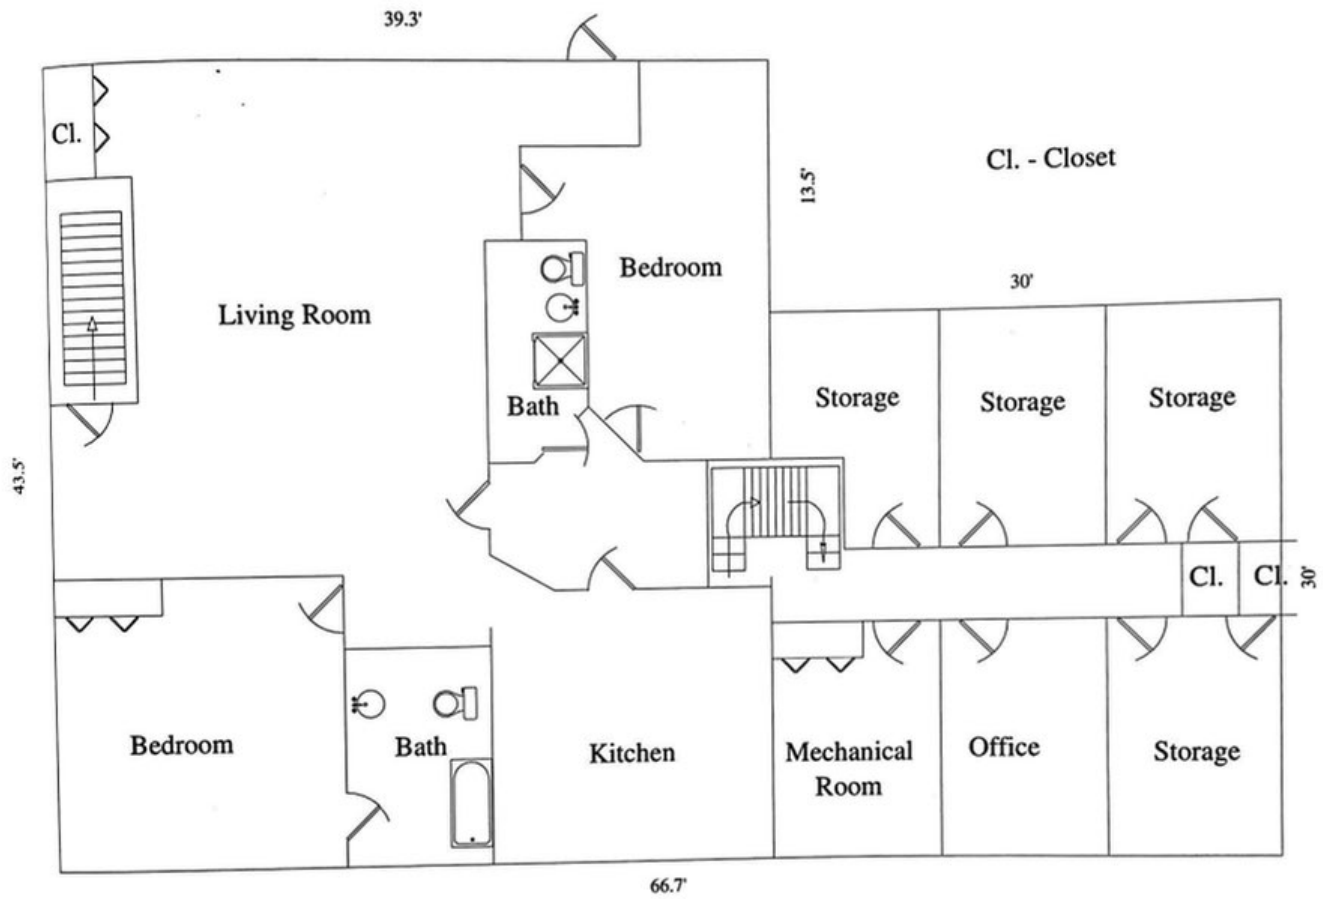 39.3'
Cl.
Cl. - Closet
13.5'
Bedroom
30'
Living Room
Storage
Storage
Storage
Bath
43.5'
Cl.
Cl.
30'
Bedroom
Bath
Kitchen
Mechanical
Room
Office
Storage
66.7'